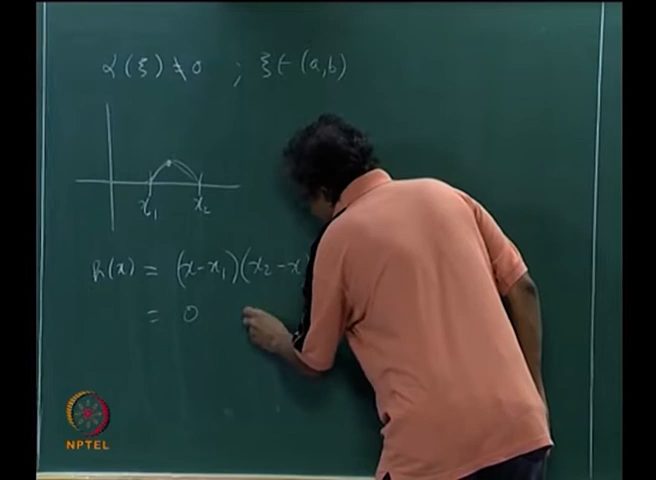 α(ξ) ≠ 0 ; ξ ∈ (a,b)
x₁ x₂
h(x) = (x-x₁)(x₂-x)
= 0
NPTEL